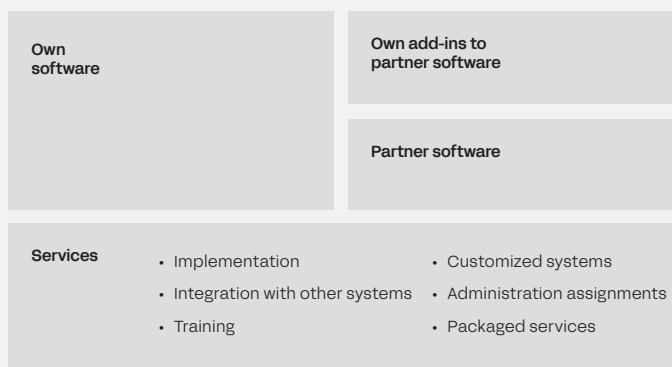 Own
software
Own add-ins to
partner software
Partner software
Services
• Implementation
• Integration with other systems
• Training
• Customized systems
• Administration assignments
• Packaged services